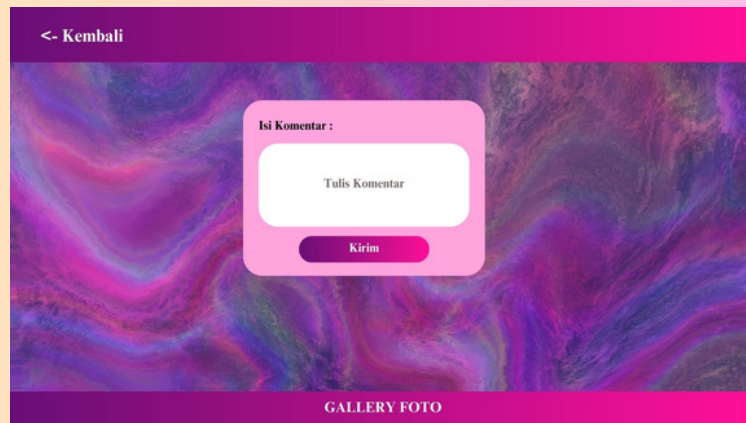 <- Kembali
Isi Komentar :
Tulis Komentar
Kirim
GALLERY FOTO